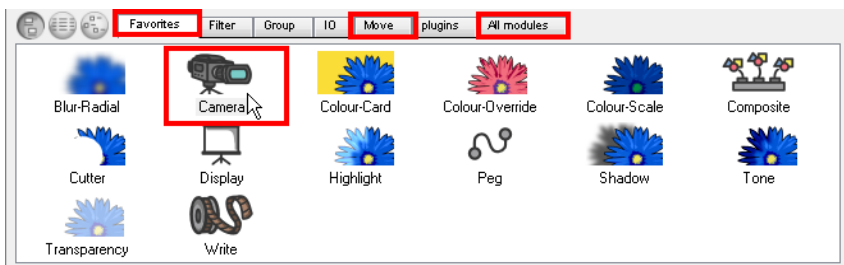 Favorites Filter Group IO Move plugins All modules
Blur-Radial Camera Colour-Card Colour-Override Colour-Scale Composite
Cutter Display Highlight Peg Shadow Tone
Transparency Write